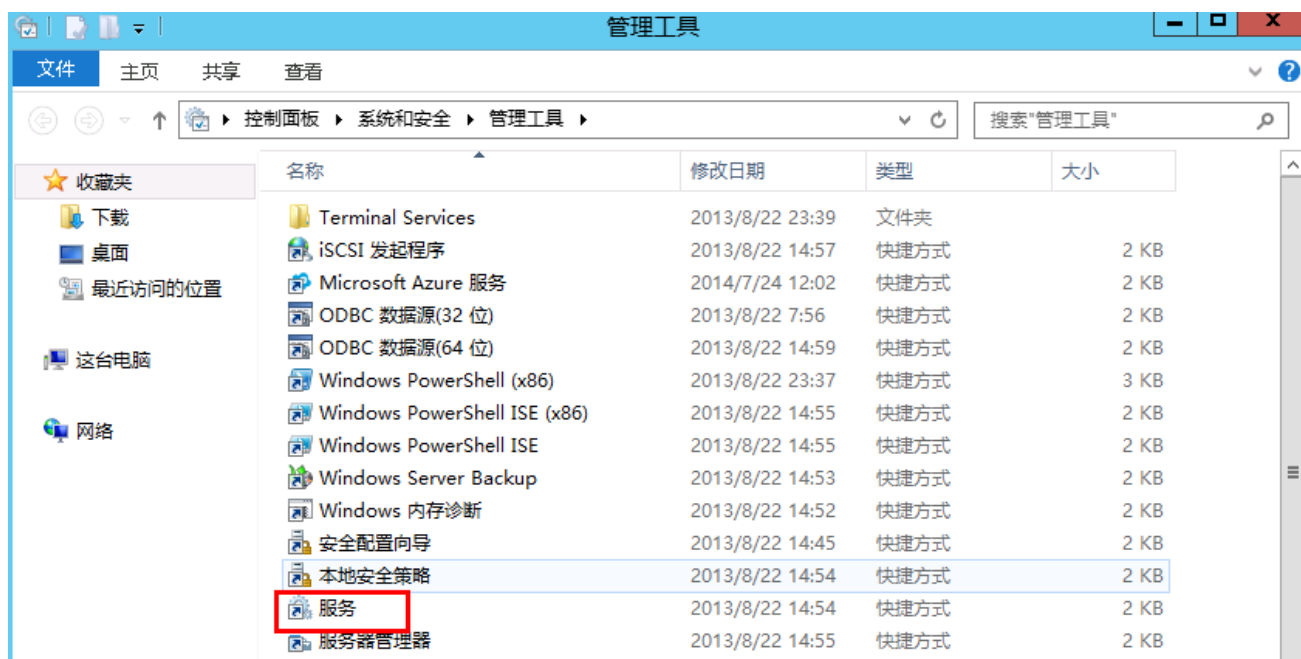 管理工具
文件 主页 共享 查看
控制面板 系统和安全 管理工具 搜索"管理工具"
收藏夹
下载
桌面
最近访问的位置
这台电脑
网络
名称 修改日期 类型 大小
Terminal Services 2013/8/22 23:39 文件夹
iSCSI 发起程序 2013/8/22 14:57 快捷方式 2 KB
Microsoft Azure 服务 2014/7/24 12:02 快捷方式 2 KB
ODBC 数据源(32 位) 2013/8/22 7:56 快捷方式 2 KB
ODBC 数据源(64 位) 2013/8/22 14:59 快捷方式 2 KB
Windows PowerShell (x86) 2013/8/22 23:37 快捷方式 3 KB
Windows PowerShell ISE (x86) 2013/8/22 14:55 快捷方式 2 KB
Windows PowerShell ISE 2013/8/22 14:55 快捷方式 2 KB
Windows Server Backup 2013/8/22 14:53 快捷方式 2 KB
Windows 内存诊断 2013/8/22 14:52 快捷方式 2 KB
安全配置向导 2013/8/22 14:45 快捷方式 2 KB
本地安全策略 2013/8/22 14:54 快捷方式 2 KB
服务 2013/8/22 14:54 快捷方式 2 KB
服务器管理器 2013/8/22 14:55 快捷方式 2 KB